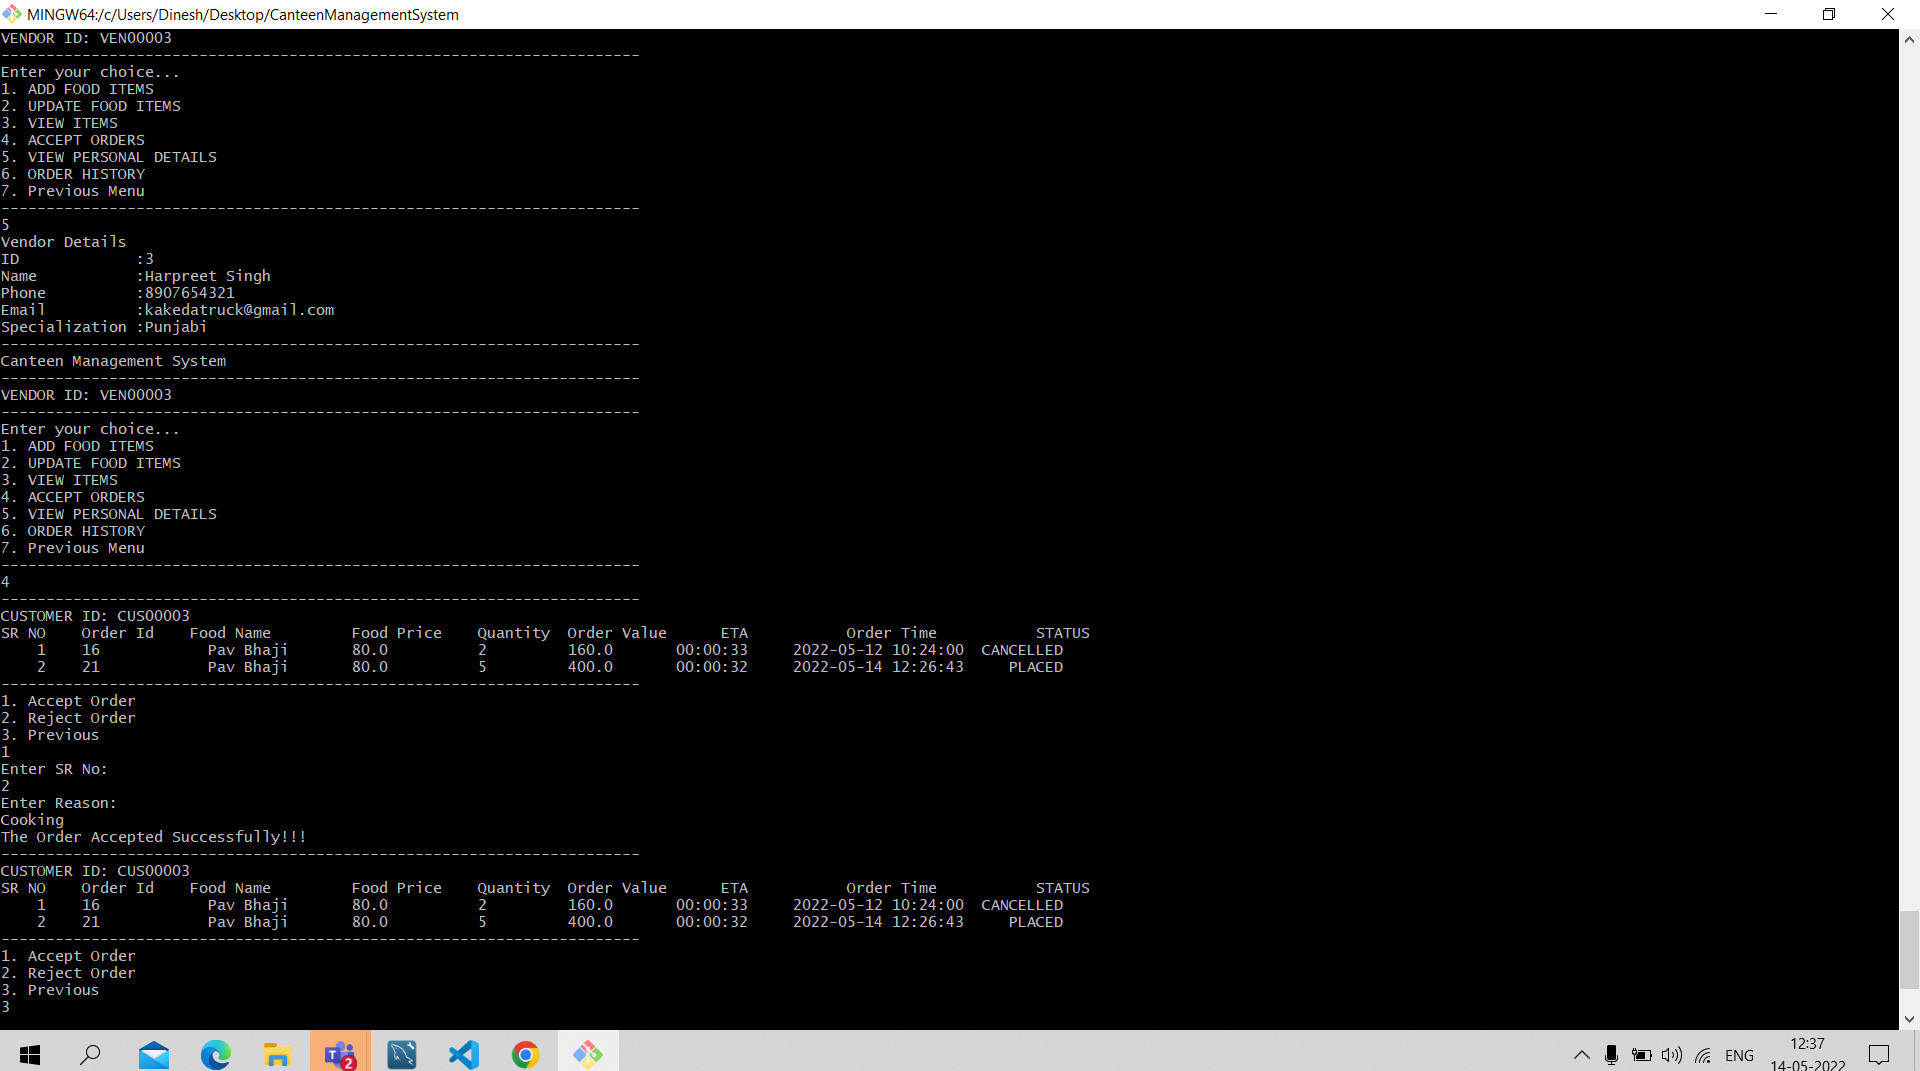 MINGW64:/c/Users/Dinesh/Desktop/CanteenManagementSystem
VENDOR ID: VEN00003
-----------------------------------------------------------------------
Enter your choice...
1. ADD FOOD ITEMS
2. UPDATE FOOD ITEMS
3. VIEW ITEMS
4. ACCEPT ORDERS
5. VIEW PERSONAL DETAILS
6. ORDER HISTORY
7. Previous Menu
-----------------------------------------------------------------------
5
Vendor Details
ID             :3
Name           :Harpreet Singh
Phone          :8907654321
Email          :kakedatruck@gmail.com
Specialization :Punjabi
-----------------------------------------------------------------------
Canteen Management System
-----------------------------------------------------------------------
VENDOR ID: VEN00003
-----------------------------------------------------------------------
Enter your choice...
1. ADD FOOD ITEMS
2. UPDATE FOOD ITEMS
3. VIEW ITEMS
4. ACCEPT ORDERS
5. VIEW PERSONAL DETAILS
6. ORDER HISTORY
7. Previous Menu
-----------------------------------------------------------------------
4
-----------------------------------------------------------------------
CUSTOMER ID: CUS00003
SR NO    Order Id    Food Name         Food Price    Quantity  Order Value      ETA           Order Time           STATUS
    1    16            Pav Bhaji       80.0          2         160.0       00:00:33     2022-05-12 10:24:00  CANCELLED
    2    21            Pav Bhaji       80.0          5         400.0       00:00:32     2022-05-14 12:26:43     PLACED
-----------------------------------------------------------------------
1. Accept Order
2. Reject Order
3. Previous
1
Enter SR No:
2
Enter Reason:
Cooking
The Order Accepted Successfully!!!
-----------------------------------------------------------------------
CUSTOMER ID: CUS00003
SR NO    Order Id    Food Name         Food Price    Quantity  Order Value      ETA           Order Time           STATUS
    1    16            Pav Bhaji       80.0          2         160.0       00:00:33     2022-05-12 10:24:00  CANCELLED
    2    21            Pav Bhaji       80.0          5         400.0       00:00:32     2022-05-14 12:26:43     PLACED
-----------------------------------------------------------------------
1. Accept Order
2. Reject Order
3. Previous
3
2
ENG
12:37
14-05-2022